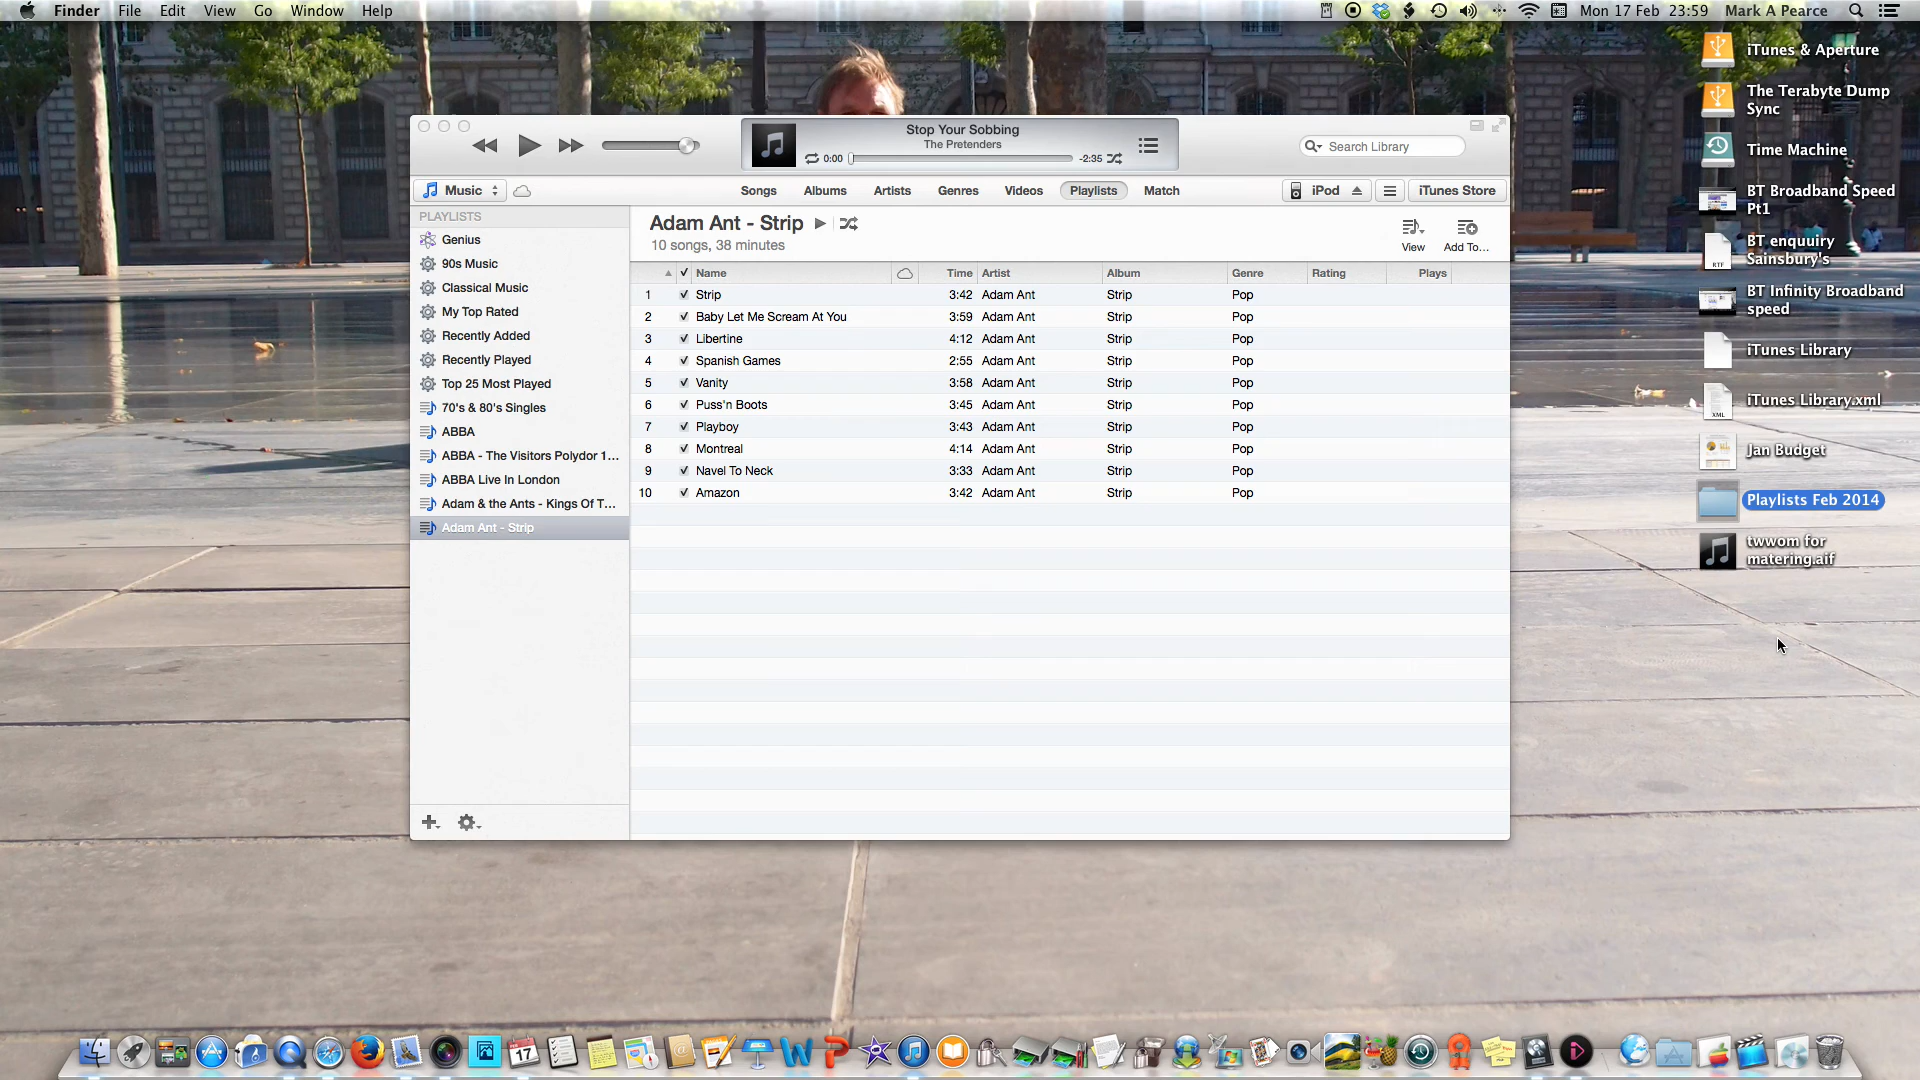 Finder File Edit View Go Window Help
Mon 17 Feb 23:59 Mark A Pearce
Stop Your Sobbing
The Pretenders
0:00 -2:35
Search Library
Music
Songs Albums Artists Genres Videos Playlists Match
iPod
iTunes Store
PLAYLISTS
Genius
90s Music
Classical Music
My Top Rated
Recently Added
Recently Played
Top 25 Most Played
70's & 80's Singles
ABBA
ABBA - The Visitors Polydor 1...
ABBA Live In London
Adam & the Ants - Kings Of T...
Adam Ant - Strip
Adam Ant - Strip
10 songs, 38 minutes
View Add To...
Name Time Artist Album Genre Rating Plays
1 Strip 3:42 Adam Ant Strip Pop
2 Baby Let Me Scream At You 3:59 Adam Ant Strip Pop
3 Libertine 4:12 Adam Ant Strip Pop
4 Spanish Games 2:55 Adam Ant Strip Pop
5 Vanity 3:58 Adam Ant Strip Pop
6 Puss'n Boots 3:45 Adam Ant Strip Pop
7 Playboy 3:43 Adam Ant Strip Pop
8 Montreal 4:14 Adam Ant Strip Pop
9 Navel To Neck 3:33 Adam Ant Strip Pop
10 Amazon 3:42 Adam Ant Strip Pop
iTunes & Aperture
The Terabyte Dump
Sync
Time Machine
BT Broadband Speed
Pt1
BT enquuiry
Sainsbury's
RTF
BT Infinity Broadband
speed
iTunes Library
iTunes Library.xml
XML
Jan Budget
Playlists Feb 2014
twwom for
matering.aif
17